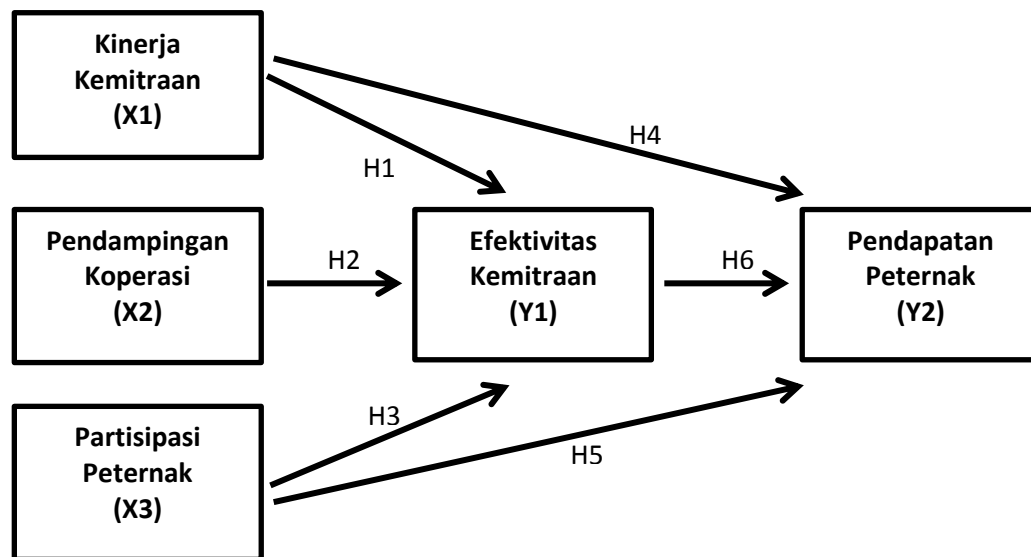 Kinerja
Kemitraan
(X1)
H4
H1
Pendampingan
Koperasi
(X2)
H2
Efektivitas
Kemitraan
(Y1)
H6
Pendapatan
Peternak
(Y2)
Partisipasi
Peternak
(X3)
H3
H5